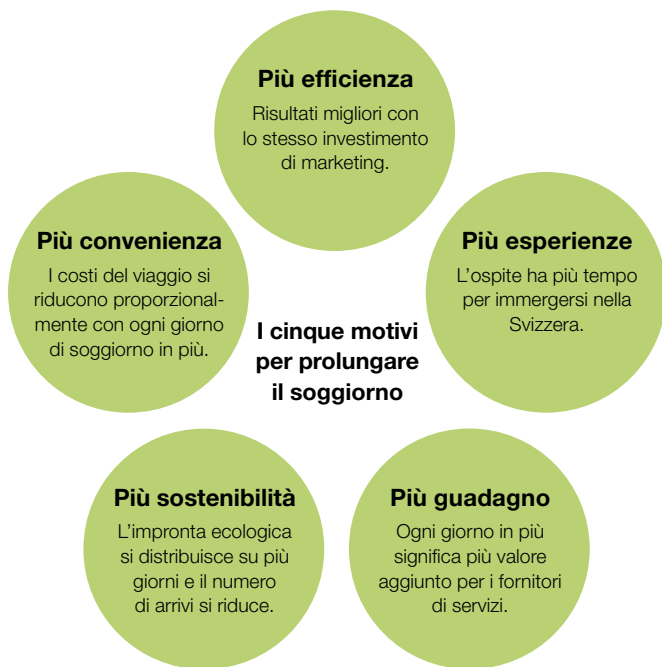 Più efficienza
Risultati migliori con
lo stesso investimento
di marketing.
Più convenienza
I costi del viaggio si
riducono proporzional-
mente con ogni giorno
di soggiorno in più.
Più esperienze
L’ospite ha più tempo
per immergersi nella
Svizzera.
I cinque motivi
per prolungare
il soggiorno
Più sostenibilità
L’impronta ecologica
si distribuisce su più
giorni e il numero
di arrivi si riduce.
Più guadagno
Ogni giorno in più
significa più valore
aggiunto per i fornitori
di servizi.